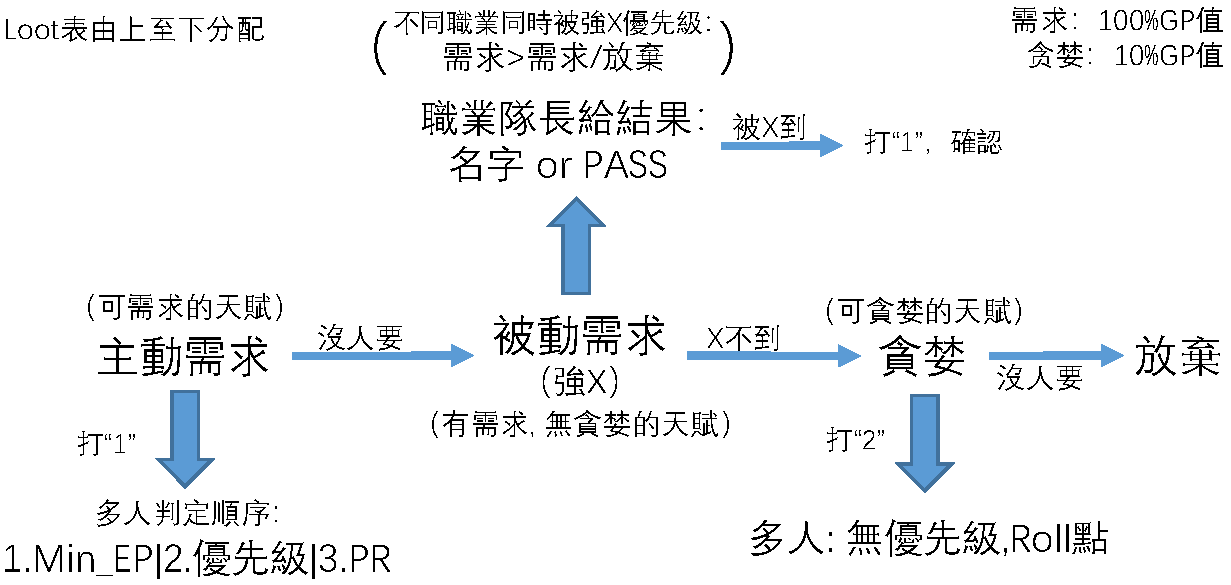 Loot表由上至下分配
不同職業同時被強X優先級:
需求>需求/放棄
需求: 100%GP值
貪婪: 10%GP值
職業隊長給結果:
名字 or PASS
被X到
打“1”, 確認
(可需求的天賦)
主動需求
沒人要
被動需求
(強X)
(有需求, 無貪婪的天賦)
X不到
(可貪婪的天賦)
貪婪
沒人要
放棄
打“1”
打“2”
多人判定順序:
1.Min_EP|2.優先級|3.PR
多人: 無優先級,Roll點